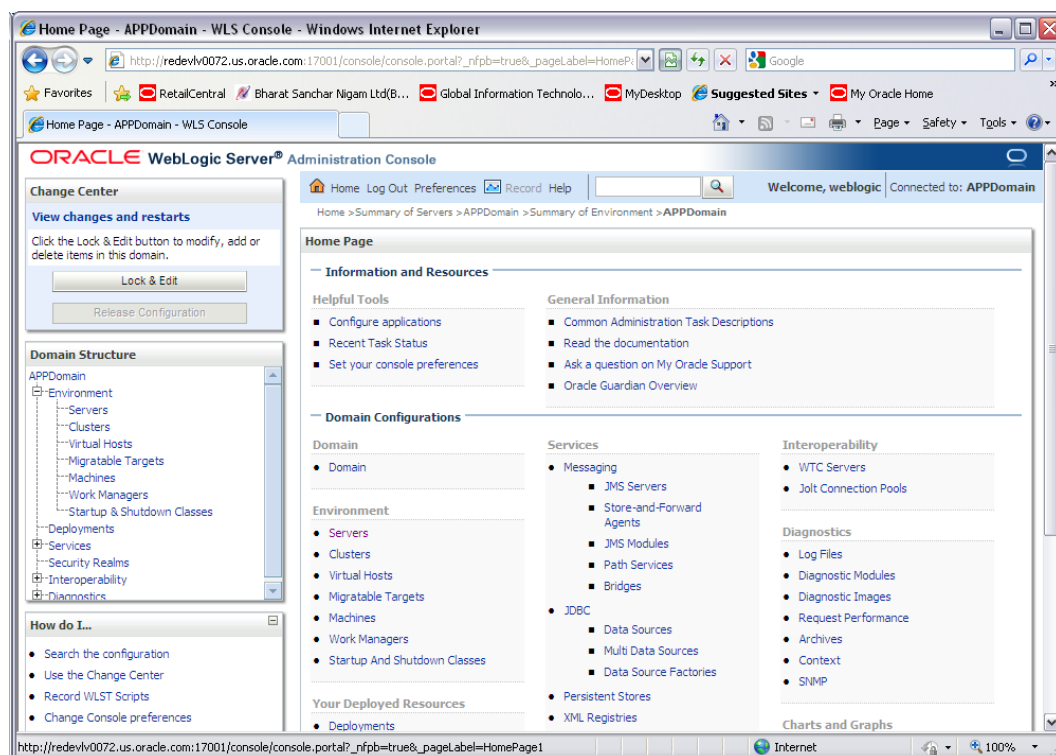 Home Page - APPDomain - WLS Console - Windows Internet Explorer
http://redevlv0072.us.oracle.com:17001/console/console.portal?_nfpb=true&_pageLabel=HomeP
Google
Favorites
RetailCentral
Bharat Sanchar Nigam Ltd(B...
Global Information Technolo...
MyDesktop
Suggested Sites
My Oracle Home
»
Home Page - APPDomain - WLS Console
Page
Safety
Tools
ORACLE WebLogic Server® Administration Console
Change Center
View changes and restarts
Click the Lock & Edit button to modify, add or
delete items in this domain.
Lock & Edit
Release Configuration
Domain Structure
APPDomain
Environment
Servers
Clusters
Virtual Hosts
Migratable Targets
Machines
Work Managers
Startup & Shutdown Classes
Deployments
Services
Security Realms
Interoperability
Diagnostics
How do I...
Search the configuration
Use the Change Center
Record WLST Scripts
Change Console preferences
Home Log Out Preferences Record Help
Welcome, weblogic
Connected to: APPDomain
Home >Summary of Servers >APPDomain >Summary of Environment >APPDomain
Home Page
Information and Resources
Helpful Tools
Configure applications
Recent Task Status
Set your console preferences
General Information
Common Administration Task Descriptions
Read the documentation
Ask a question on My Oracle Support
Oracle Guardian Overview
Domain Configurations
Domain
Domain
Environment
Servers
Clusters
Virtual Hosts
Migratable Targets
Machines
Work Managers
Startup And Shutdown Classes
Your Deployed Resources
Deployments
Services
Messaging
JMS Servers
Store-and-Forward
Agents
JMS Modules
Path Services
Bridges
JDBC
Data Sources
Multi Data Sources
Data Source Factories
Persistent Stores
XML Registries
Interoperability
WTC Servers
Jolt Connection Pools
Diagnostics
Log Files
Diagnostic Modules
Diagnostic Images
Request Performance
Archives
Context
SNMP
Charts and Graphs
http://redevlv0072.us.oracle.com:17001/console/console.portal?_nfpb=true&_pageLabel=HomePage1
Internet
100%